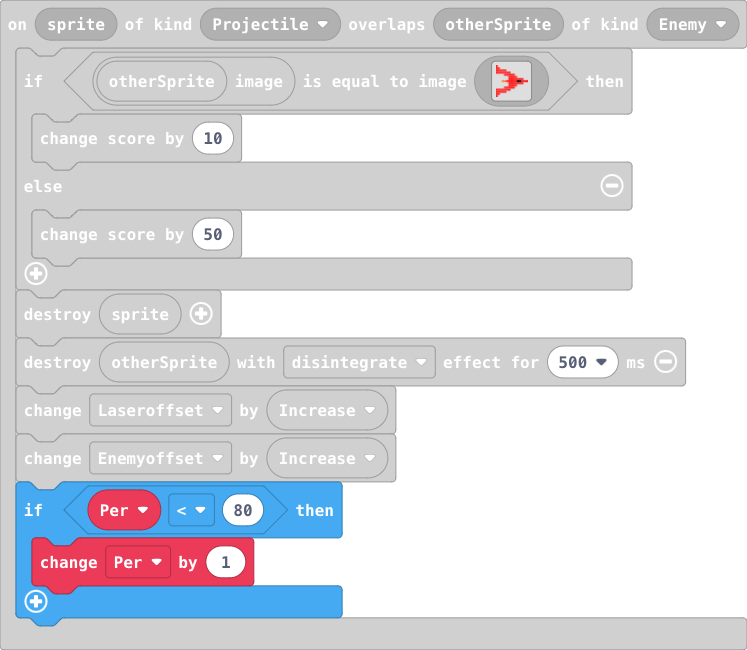 on sprite of kind Projectile overlaps otherSprite of kind Enemy
if otherSprite image is equal to image then
change score by 10
else
change score by 50
destroy sprite
destroy otherSprite with disintegrate effect for 500 ms
change Laseroffset by Increase
change Enemyoffset by Increase
if Per < 80 then
change Per by 1